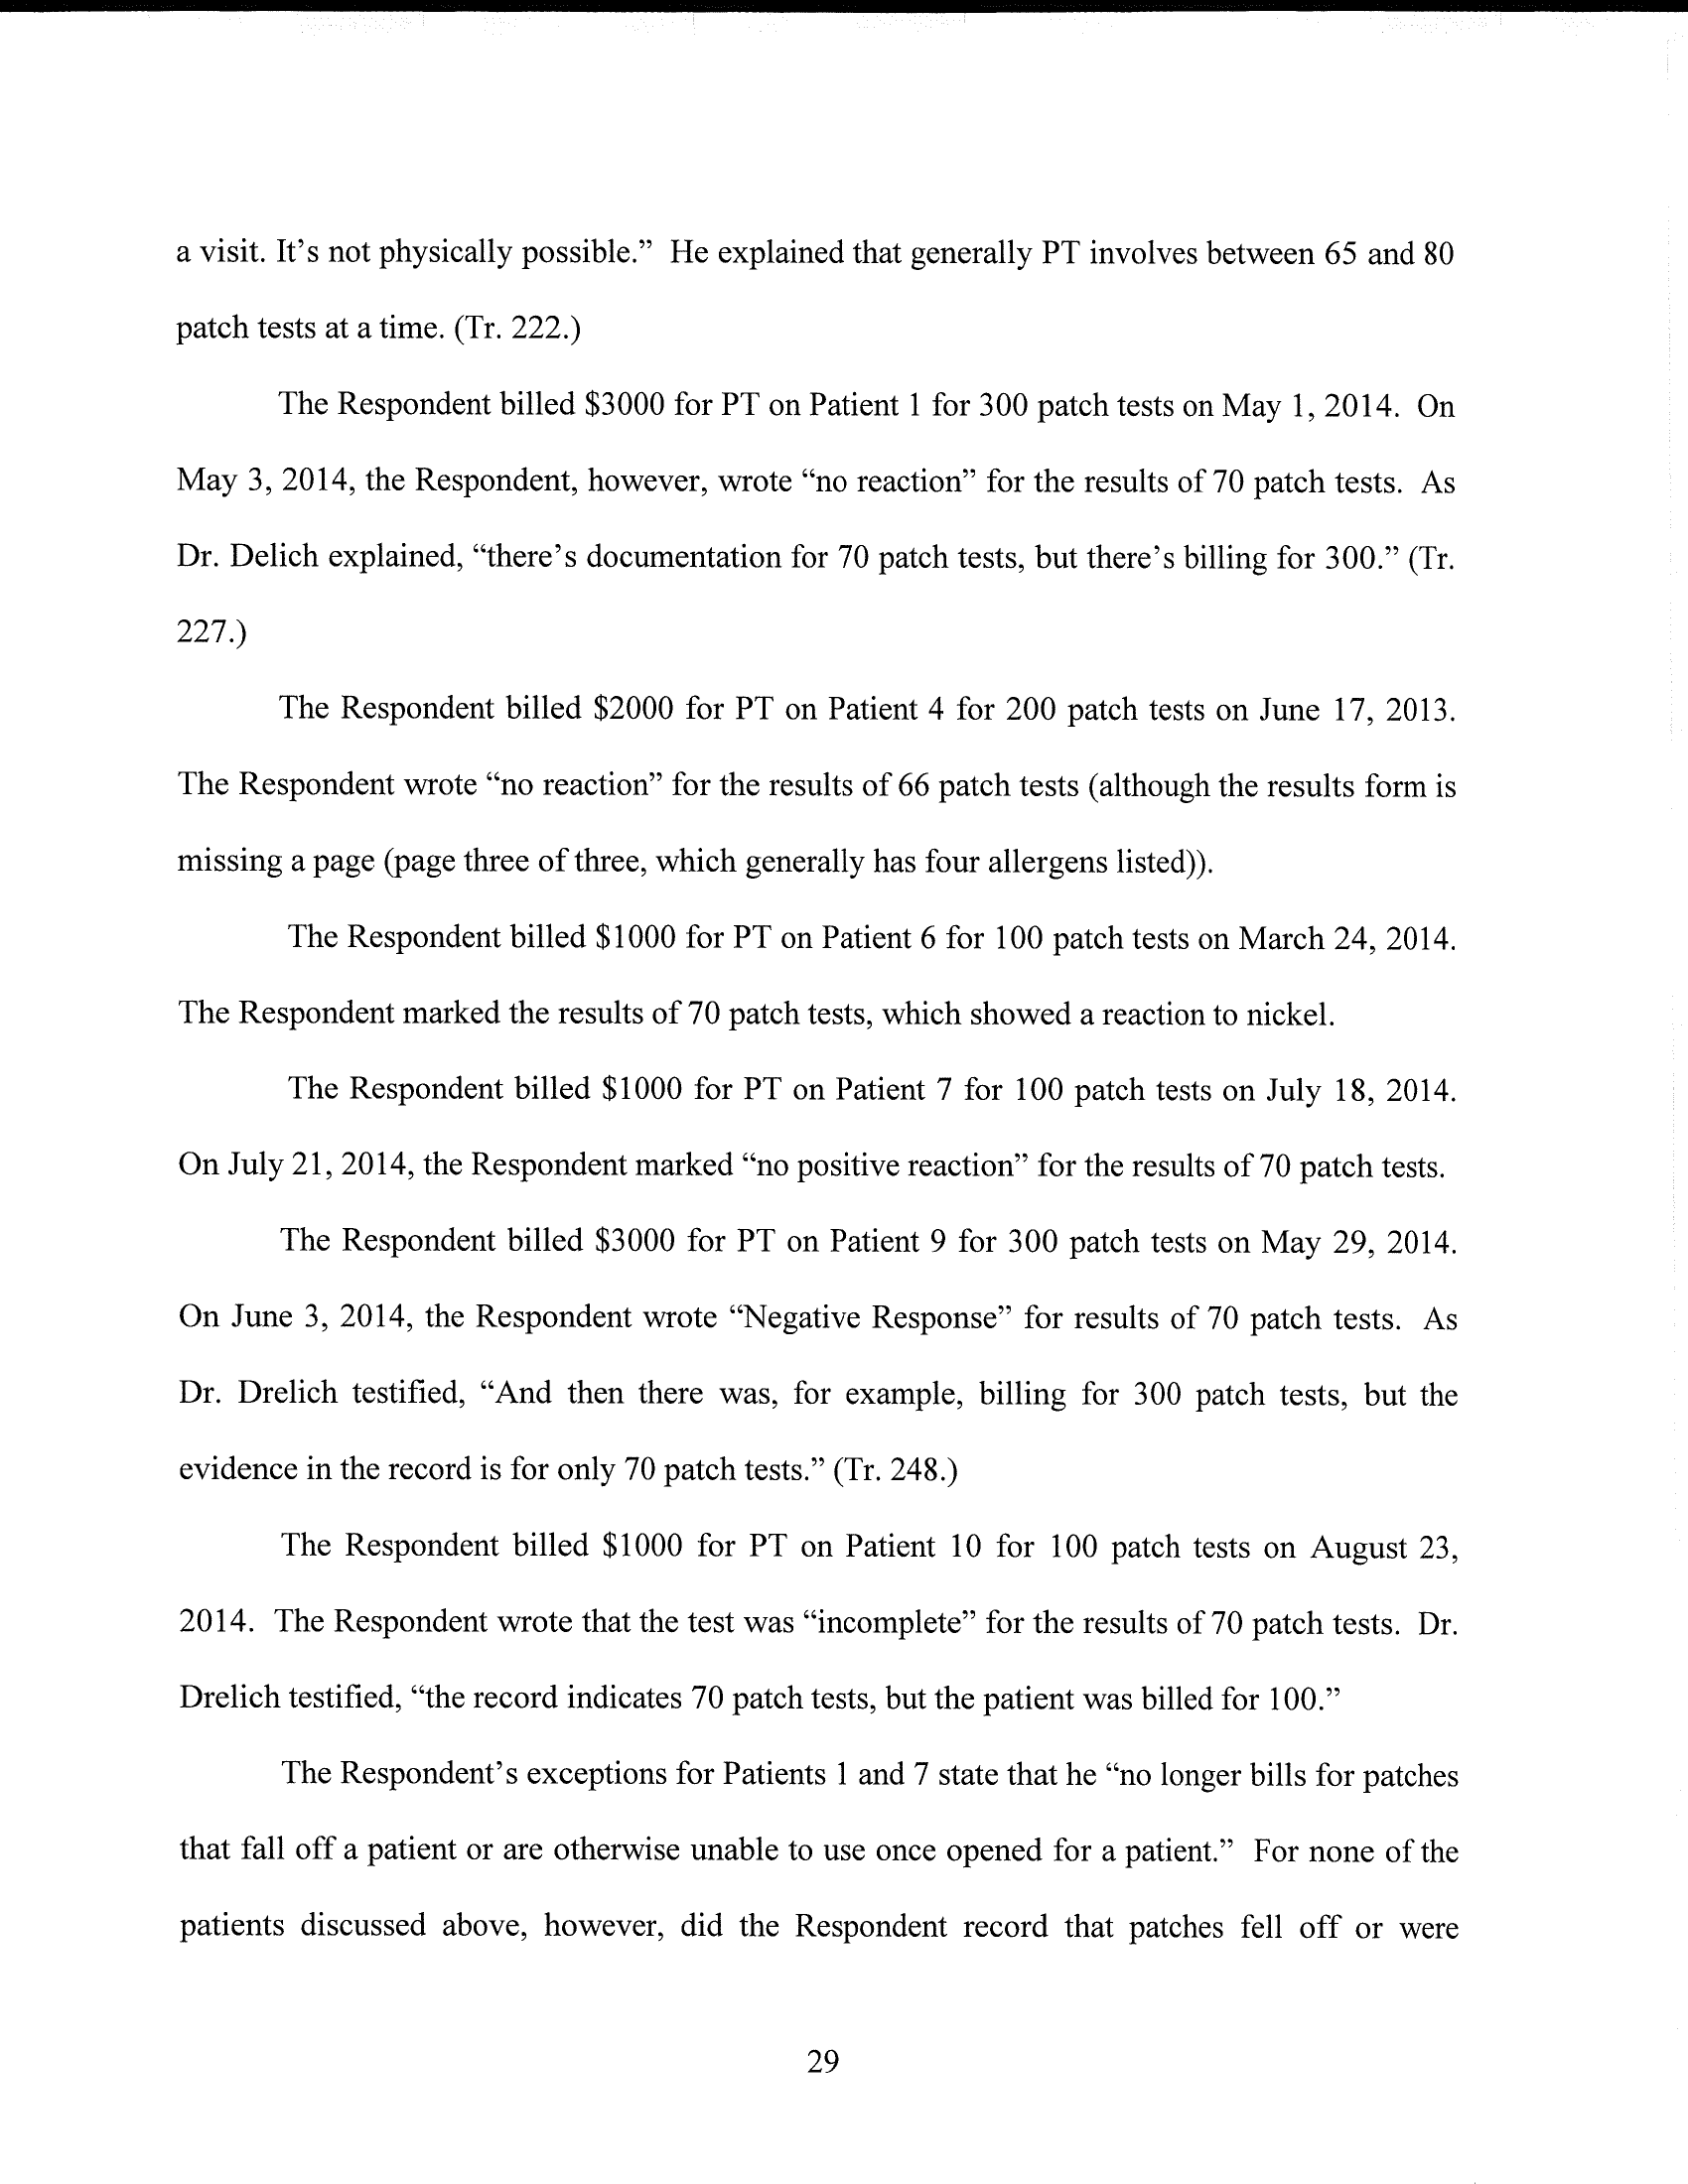 a visit. It’s not physically possible.”  He explained that generally PT involves between 65 and 80
patch tests at a time. (Tr. 222.)
The Respondent billed $3000 for PT on Patient 1 for 300 patch tests on May 1, 2014.  On
May 3, 2014, the Respondent, however, wrote “no reaction” for the results of 70 patch tests.  As
Dr. Delich explained, “there’s documentation for 70 patch tests, but there’s billing for 300.” (Tr.
227.)
The Respondent billed $2000 for PT on Patient 4 for 200 patch tests on June 17, 2013.
The Respondent wrote “no reaction” for the results of 66 patch tests (although the results form is
missing a page (page three of three, which generally has four allergens listed)).
The Respondent billed $1000 for PT on Patient 6 for 100 patch tests on March 24, 2014.
The Respondent marked the results of 70 patch tests, which showed a reaction to nickel.
The Respondent billed $1000 for PT on Patient 7 for 100 patch tests on July 18, 2014.
On July 21, 2014, the Respondent marked “no positive reaction” for the results of 70 patch tests.
The Respondent billed $3000 for PT on Patient 9 for 300 patch tests on May 29, 2014.
On June 3, 2014, the Respondent wrote “Negative Response” for results of 70 patch tests.  As
Dr. Drelich testified, “And then there was, for example, billing for 300 patch tests, but the
evidence in the record is for only 70 patch tests.” (Tr. 248.)
The Respondent billed $1000 for PT on Patient 10 for 100 patch tests on August 23,
2014.  The Respondent wrote that the test was “incomplete” for the results of 70 patch tests.  Dr.
Drelich testified, “the record indicates 70 patch tests, but the patient was billed for 100.”
The Respondent’s exceptions for Patients 1 and 7 state that he “no longer bills for patches
that fall off a patient or are otherwise unable to use once opened for a patient.”  For none of the
patients discussed above, however, did the Respondent record that patches fell off or were
29